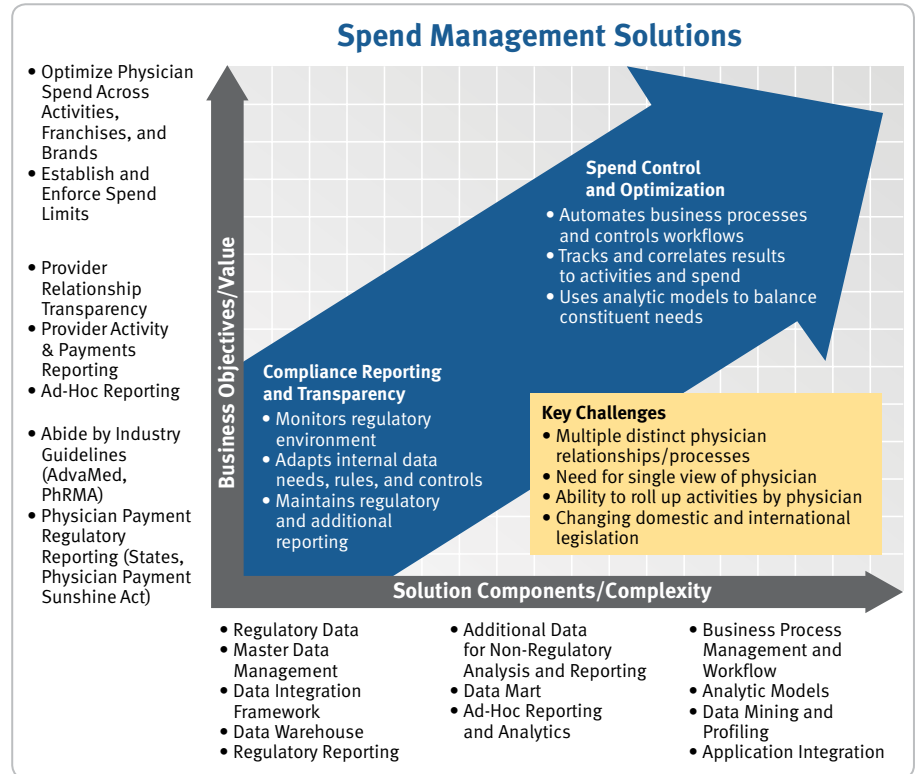 Spend Management Solutions
• Optimize Physician
Spend Across
Activities,
Franchises, and
Brands
• Establish and
Enforce Spend
Limits
• Provider
Relationship
Transparency
• Provider Activity
& Payments
Reporting
• Ad-Hoc Reporting
• Abide by Industry
Guidelines
(AdvaMed,
PhRMA)
• Physician Payment
Regulatory
Reporting (States,
Physician Payment
Sunshine Act)
Business Objectives/Value
Spend Control
and Optimization
• Automates business processes
and controls workflows
• Tracks and correlates results
to activities and spend
• Uses analytic models to balance
constituent needs
Compliance Reporting
and Transparency
• Monitors regulatory
environment
• Adapts internal data
needs, rules, and controls
• Maintains regulatory
and additional
reporting
Key Challenges
• Multiple distinct physician
relationships/processes
• Need for single view of physician
• Ability to roll up activities by physician
• Changing domestic and international
legislation
Solution Components/Complexity
• Regulatory Data
• Master Data
Management
• Data Integration
Framework
• Data Warehouse
• Regulatory Reporting
• Additional Data
for Non-Regulatory
Analysis and Reporting
• Data Mart
• Ad-Hoc Reporting
and Analytics
• Business Process
Management and
Workflow
• Analytic Models
• Data Mining and
Profiling
• Application Integration